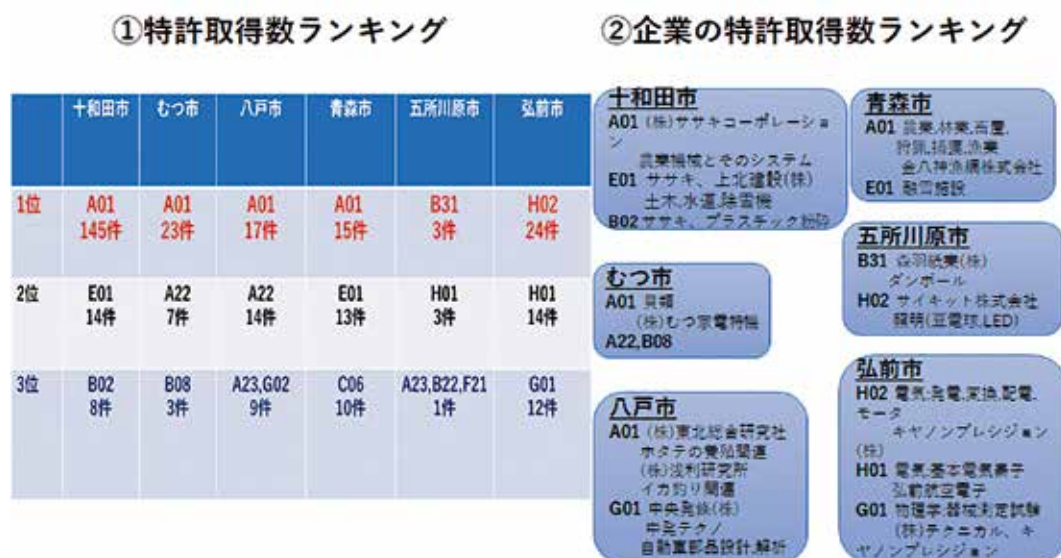 ①特許取得数ランキング
十和田市 むつ市 八戸市 青森市 五所川原市 弘前市
1位 A01 A01 A01 A01 B31 H02
145件 23件 17件 15件 3件 24件
2位 E01 A22 A22 E01 H01 H01
14件 7件 14件 13件 3件 14件
3位 B02 B08 A23,G02 C06 A23,B22,F21 G01
8件 3件 9件 10件 1件 12件
②企業の特許取得数ランキング
十和田市
A01 (株)ササキコーポレーショ
ン
農業機械とそのシステム
E01 ササキ、上北建設(株)
土木,水道,除雪機
B02 ササキ、プラスチック粉砕
むつ市
A01 貝類
(株)むつ家電特機
A22,B08
八戸市
A01 (株)東北総合研究社
ホタテの養殖関連
(株)浅利研究所
イカ釣り関連
G01 中央発條(株)
中発テクノ
自動車部品設計,解析
青森市
A01 農業,林業,畜産,
狩猟,捕獲,漁業
金八神漁網株式会社
E01 融雪施設
五所川原市
B31 森羽紙業(株)
ダンボール
H02 サイキット株式会社
照明(豆電球,LED)
弘前市
H02 電気:発電,変換,配電,
モータ
キヤノンプレシジョン
(株)
H01 電気:基本電気素子
弘前航空電子
G01 物理学:器械測定試験
(株)テクニカル、キ
ヤノンプレシジョン